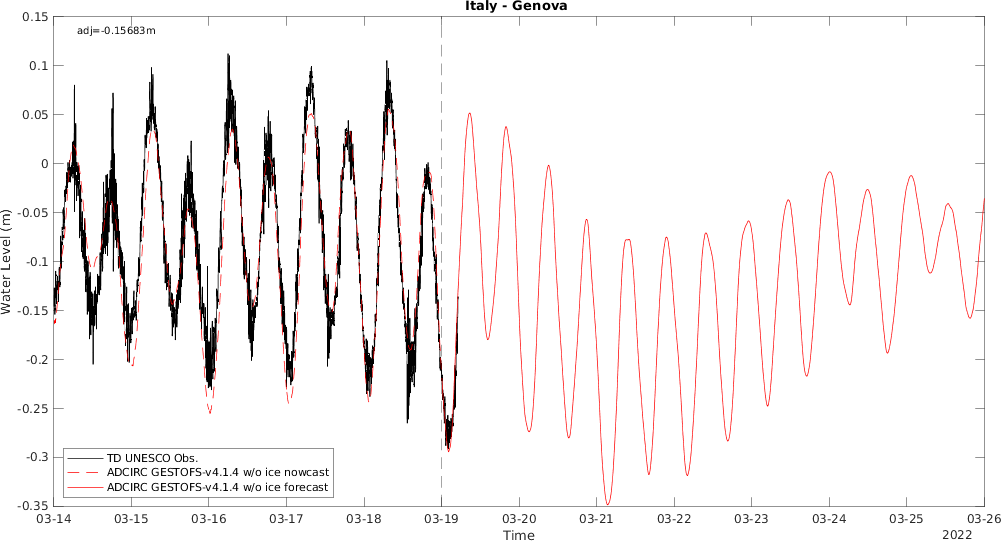 Italy - Genova
adj=-0.15683m
0.15
0.1
0.05
0
-0.05
-0.1
-0.15
-0.2
-0.25
-0.3
-0.35
Water Level (m)
TD UNESCO Obs.
ADCIRC GESTOFS-v4.1.4 w/o ice nowcast
ADCIRC GESTOFS-v4.1.4 w/o ice forecast
03-14 03-15 03-16 03-17 03-18 03-19 03-20 03-21 03-22 03-23 03-24 03-25 03-26
Time
2022